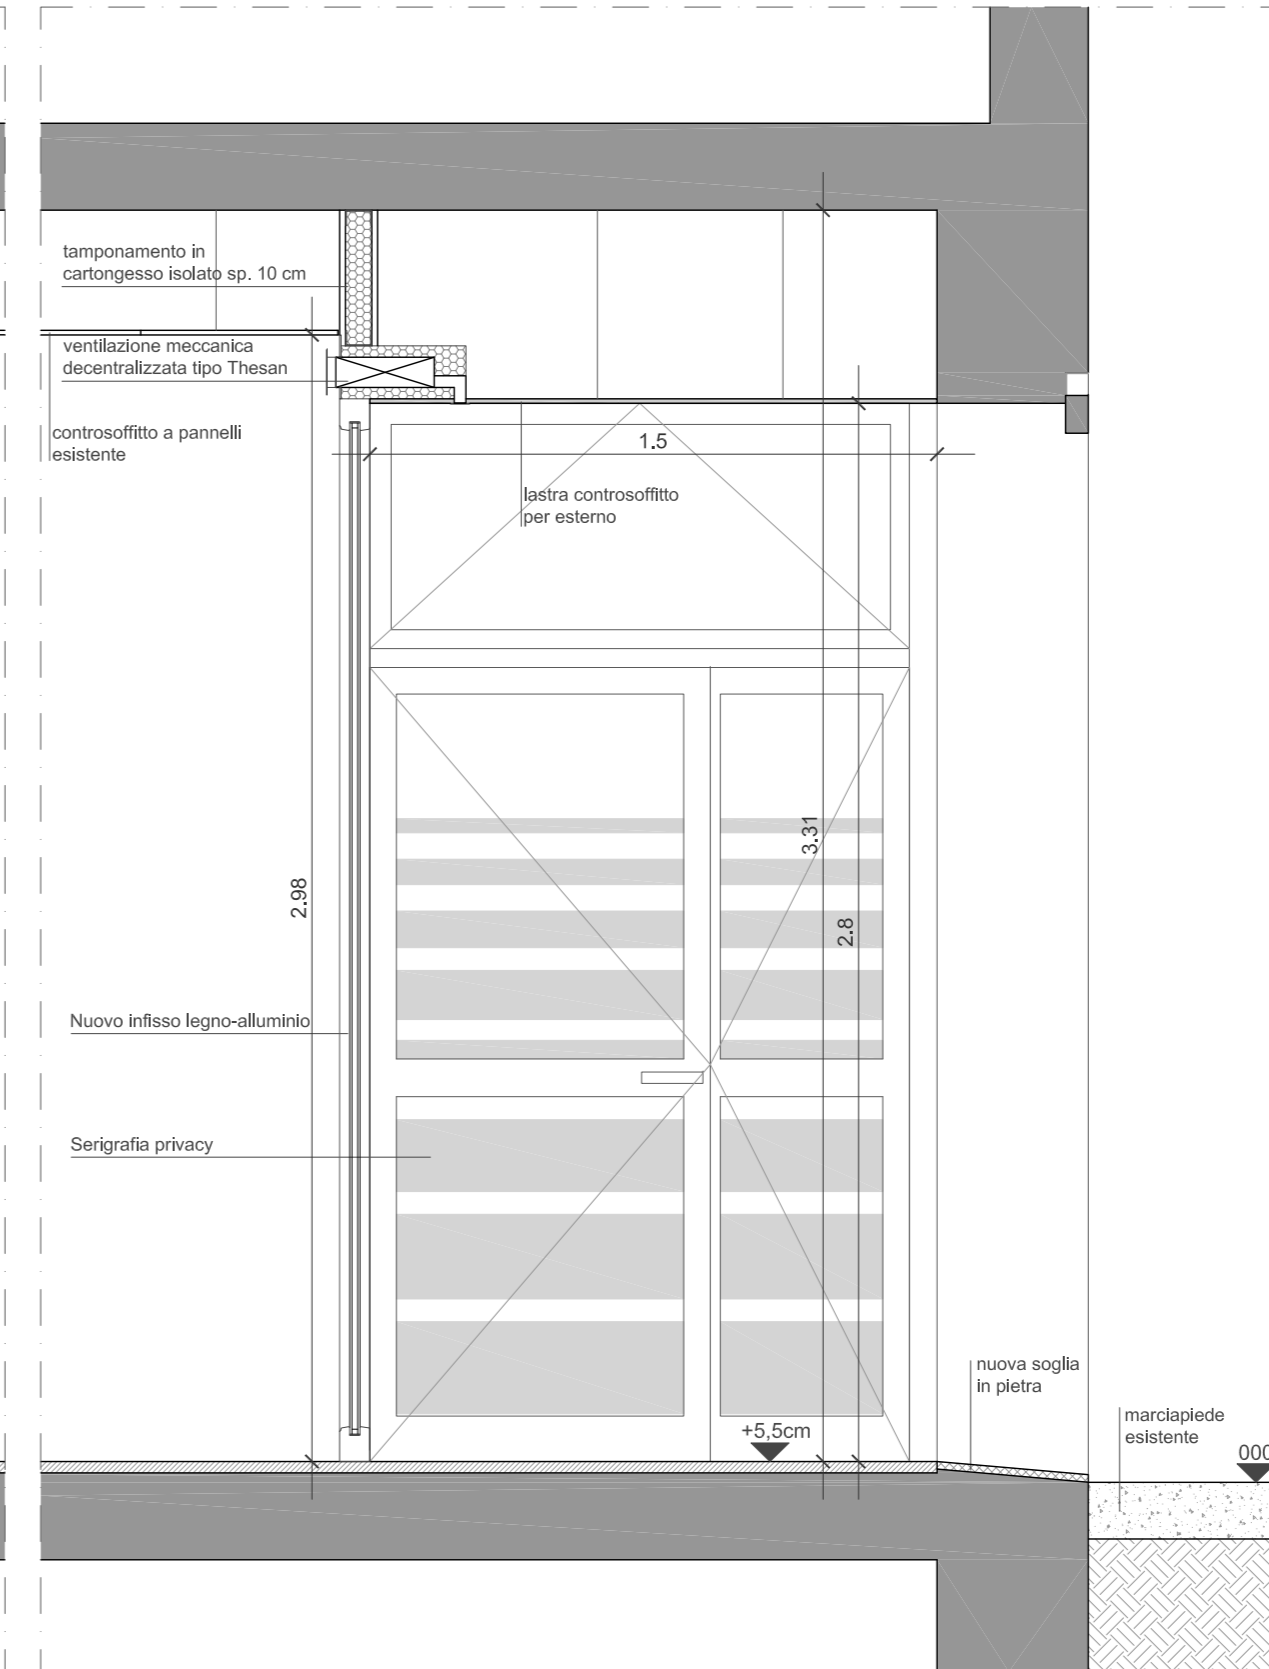 tamponamento in
cartongesso isolato sp. 10 cm
ventilazione meccanica
decentralizzata tipo Thesan
controsoffitto a pannelli
esistente
1.5
lastra controsoffitto
per esterno
3.31
2.98
2.8
Nuovo infisso legno-alluminio
Serigrafia privacy
nuova soglia
in pietra
marciapiede
esistente
+5,5cm
000